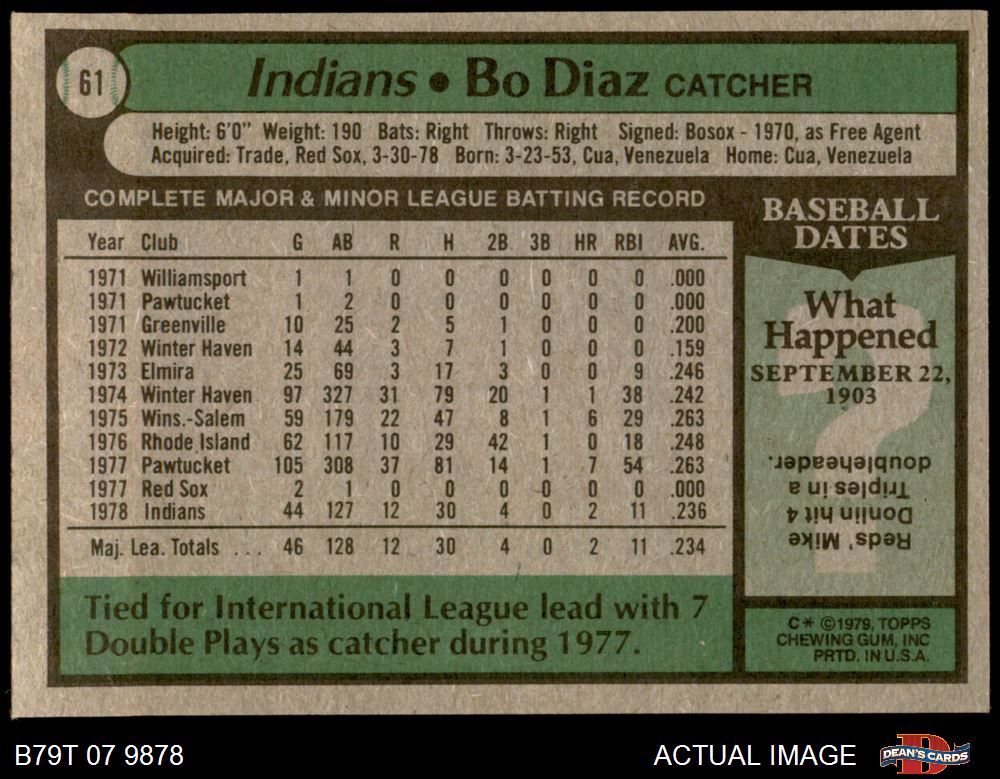 61
Indians • Bo Diaz CATCHER
Height: 6'0" Weight: 190 Bats: Right Throws: Right Signed: Bosox - 1970, as Free Agent
Acquired: Trade, Red Sox, 3-30-78 Born: 3-23-53, Cua, Venezuela Home: Cua, Venezuela
COMPLETE MAJOR & MINOR LEAGUE BATTING RECORD
Year Club G AB R H 2B 3B HR RBI AVG.
1971 Williamsport 1 1 0 0 0 0 0 0 .000
1971 Pawtucket 1 2 0 0 0 0 0 0 .000
1971 Greenville 10 25 2 5 1 0 0 0 .200
1972 Winter Haven 14 44 3 7 1 0 0 0 .159
1973 Elmira 25 69 3 17 3 0 0 9 .246
1974 Winter Haven 97 327 31 79 20 1 1 38 .242
1975 Wins.-Salem 59 179 22 47 8 1 6 29 .263
1976 Rhode Island 62 117 10 29 42 1 0 18 .248
1977 Pawtucket 105 308 37 81 14 1 7 54 .263
1977 Red Sox 2 1 0 0 0 0 0 0 .000
1978 Indians 44 127 12 30 4 0 2 11 .236
Maj. Lea. Totals ... 46 128 12 30 4 0 2 11 .234
Tied for International League lead with 7
Double Plays as catcher during 1977.
BASEBALL
DATES
What
Happened
SEPTEMBER 22,
1903
Reds' Mike
Donlin hit 4
Triples in a
doubleheader.
C* ©1979, TOPPS
CHEWING GUM, INC
PRTD. IN U.S.A.
B79T 07 9878
ACTUAL IMAGE
DEAN'S CARDS